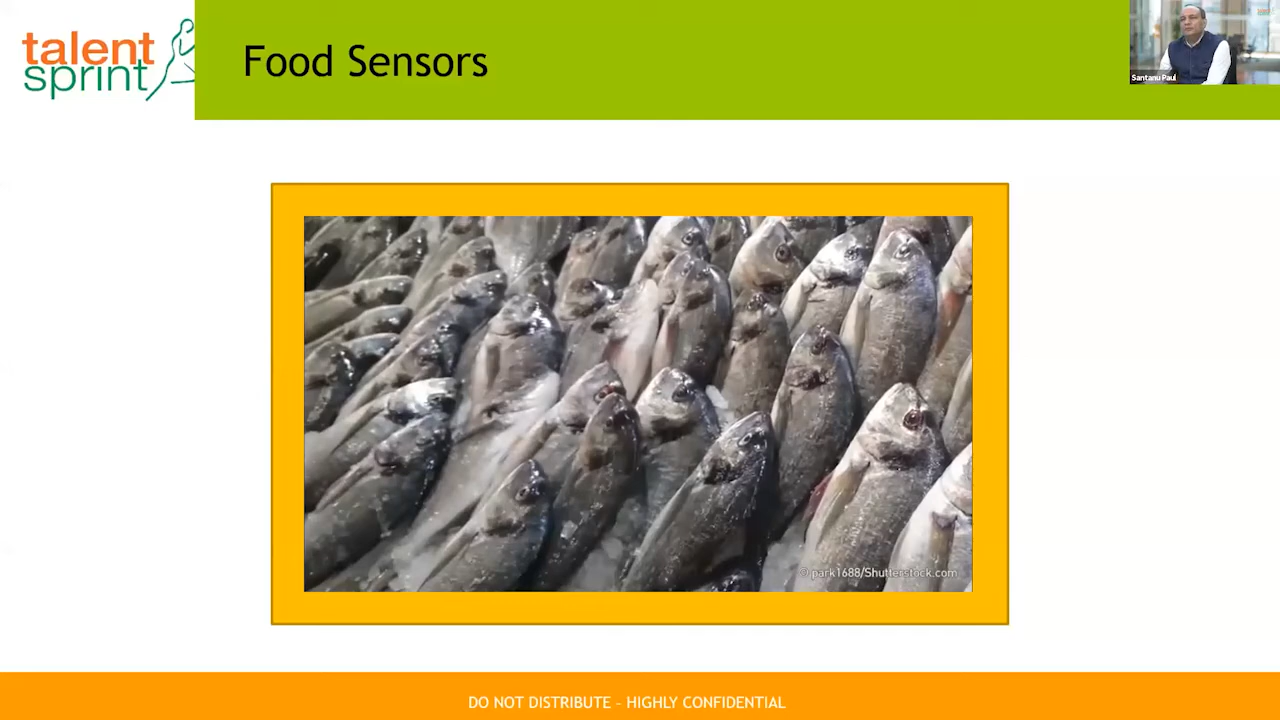 talent
sprint
Food Sensors
Santanu Paul
© park1688/Shutterstock.com
DO NOT DISTRIBUTE – HIGHLY CONFIDENTIAL